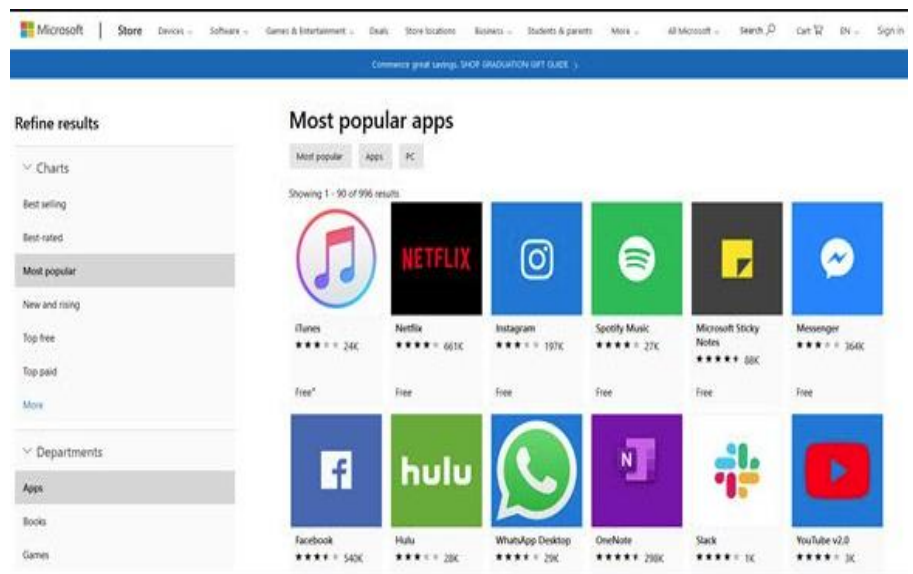 Microsoft | Store Devices Software Games & Entertainment Deals Store locations Business Students & parents More All Microsoft Search Cart EN Sign in
Commence great savings. SHOP GRADUATION GIFT GUIDE >
Refine results
Charts
Best selling
Best-rated
Most popular
New and rising
Top free
Top paid
More
Departments
Apps
Books
Games
Most popular apps
Most popular Apps PC
Showing 1 - 90 of 996 results
NETFLIX
iTunes Netflix Instagram Spotify Music Microsoft Sticky Messenger
Notes
24K 661K 197K 27K 88K 364K
Free* Free Free Free Free Free
f hulu N
Facebook Hulu WhatsApp Desktop OneNote Slack YouTube v2.0
540K 28K 29K 298K 1K 3K